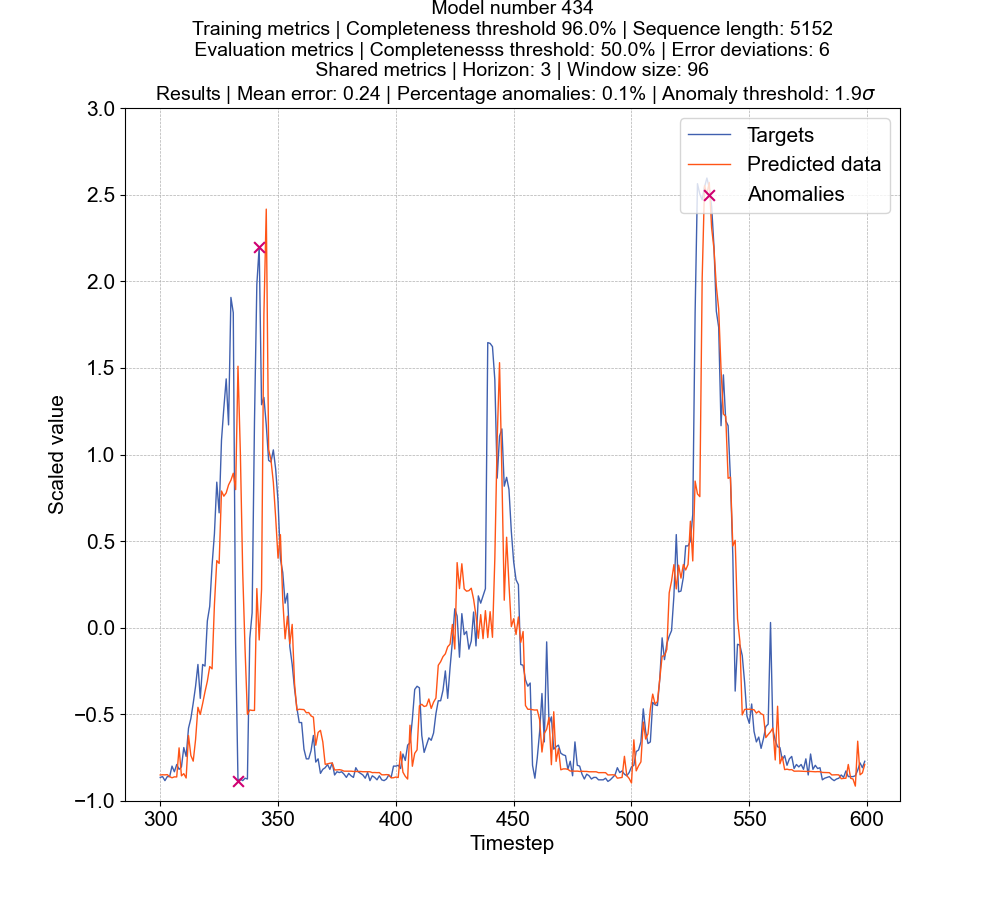 Model number 434
Training metrics | Completeness threshold 96.0% | Sequence length: 5152
Evaluation metrics | Completenesss threshold: 50.0% | Error deviations: 6
Shared metrics | Horizon: 3 | Window size: 96
Results | Mean error: 0.24 | Percentage anomalies: 0.1% | Anomaly threshold: 1.9σ
3.0
2.5
2.0
1.5
1.0
0.5
0.0
−0.5
−1.0
Scaled value
Targets
Predicted data
Anomalies
300 350 400 450 500 550 600
Timestep